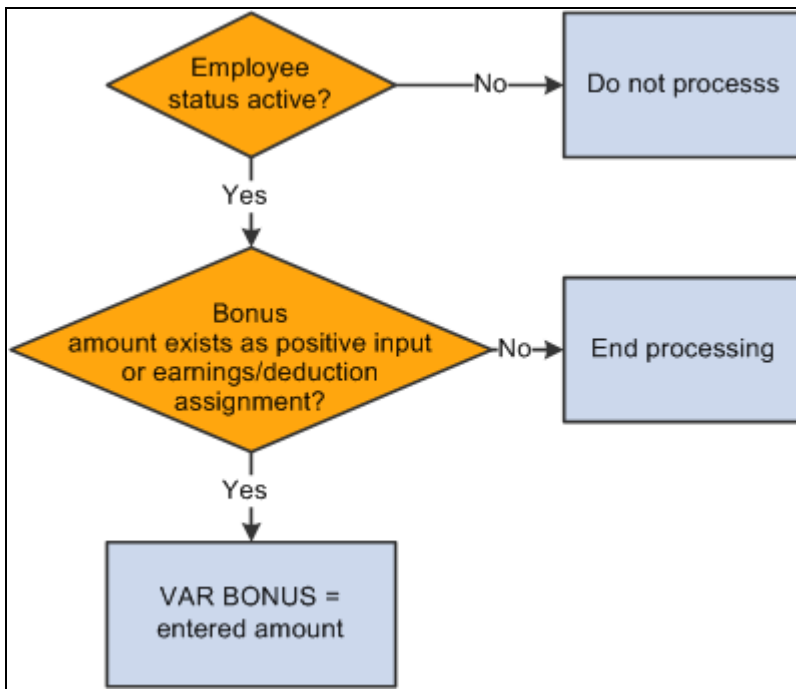 Employee
status active?
No
Do not processs
Yes
Bonus
amount exists as positive input
or earnings/deduction
assignment?
No
End processing
Yes
VAR BONUS =
entered amount